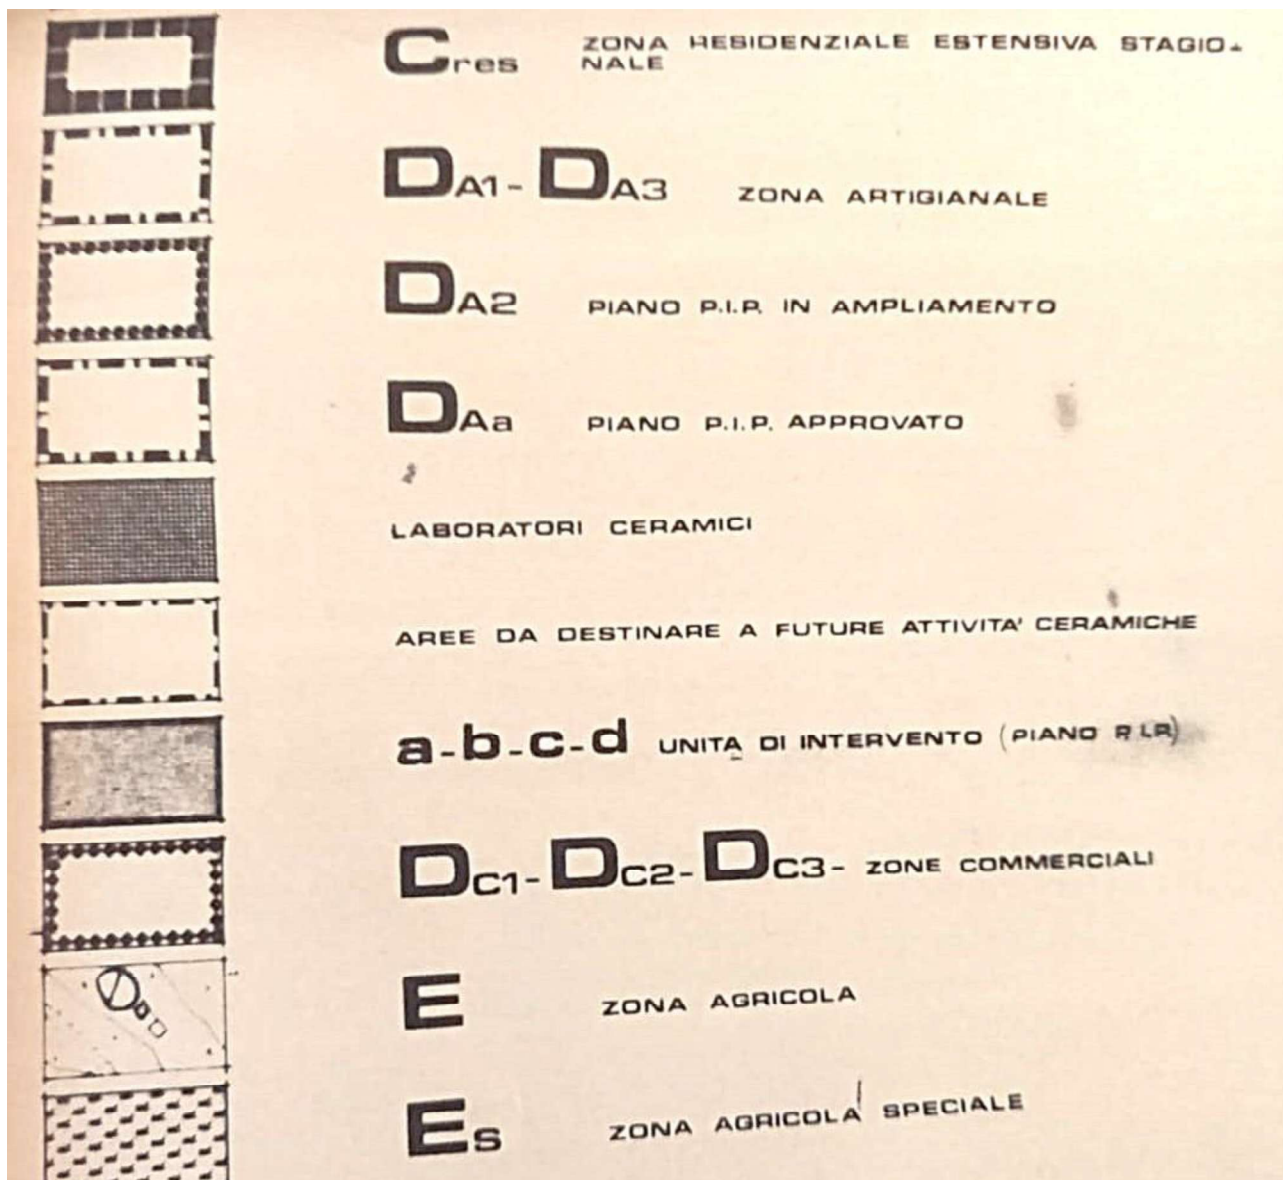 Cres ZONA RESIDENZIALE ESTENSIVA STAGIO-
NALE
DA1- DA3 ZONA ARTIGIANALE
DA2 PIANO P.I.P. IN AMPLIAMENTO
DAa PIANO P.I.P. APPROVATO
LABORATORI CERAMICI
AREE DA DESTINARE A FUTURE ATTIVITA' CERAMICHE
a-b-c-d UNITA DI INTERVENTO (PIANO P.I.P.)
DC1-DC2-DC3- ZONE COMMERCIALI
E ZONA AGRICOLA
Es ZONA AGRICOLA SPECIALE